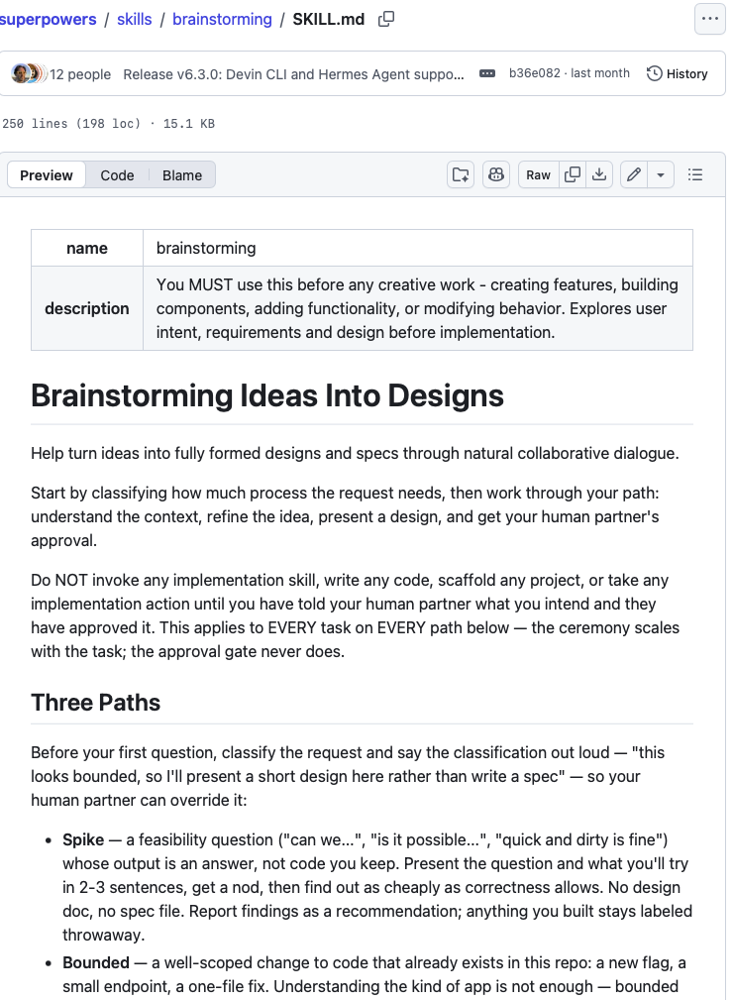 superpowers / skills / brainstorming / SKILL.md
12 people Release v6.3.0: Devin CLI and Hermes Agent suppo... b36e082 · last month History
250 lines (198 loc) · 15.1 KB
Preview Code Blame Raw
name brainstorming
description You MUST use this before any creative work - creating features, building
components, adding functionality, or modifying behavior. Explores user
intent, requirements and design before implementation.
Brainstorming Ideas Into Designs
Help turn ideas into fully formed designs and specs through natural collaborative dialogue.
Start by classifying how much process the request needs, then work through your path:
understand the context, refine the idea, present a design, and get your human partner's
approval.
Do NOT invoke any implementation skill, write any code, scaffold any project, or take any
implementation action until you have told your human partner what you intend and they
have approved it. This applies to EVERY task on EVERY path below — the ceremony scales
with the task; the approval gate never does.
Three Paths
Before your first question, classify the request and say the classification out loud — "this
looks bounded, so I'll present a short design here rather than write a spec" — so your
human partner can override it:
• Spike — a feasibility question ("can we...", "is it possible...", "quick and dirty is fine")
whose output is an answer, not code you keep. Present the question and what you'll try
in 2-3 sentences, get a nod, then find out as cheaply as correctness allows. No design
doc, no spec file. Report findings as a recommendation; anything you built stays labeled
throwaway.
• Bounded — a well-scoped change to code that already exists in this repo: a new flag, a
small endpoint, a one-file fix. Understanding the kind of app is not enough — bounded